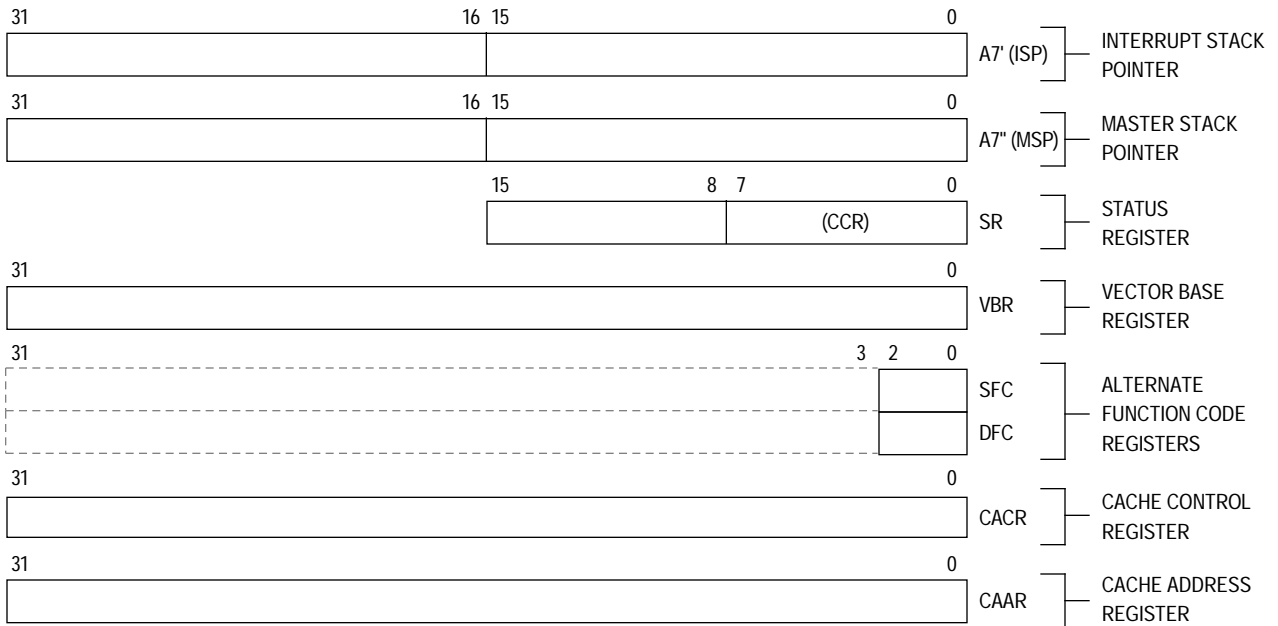 31 16 15 0
A7' (ISP) INTERRUPT STACK
POINTER
31 16 15 0
A7" (MSP) MASTER STACK
POINTER
15 8 7 0
(CCR) SR STATUS
REGISTER
31 0
VBR VECTOR BASE
REGISTER
31 3 2 0
SFC ALTERNATE
FUNCTION CODE
DFC REGISTERS
31 0
CACR CACHE CONTROL
REGISTER
31 0
CAAR CACHE ADDRESS
REGISTER